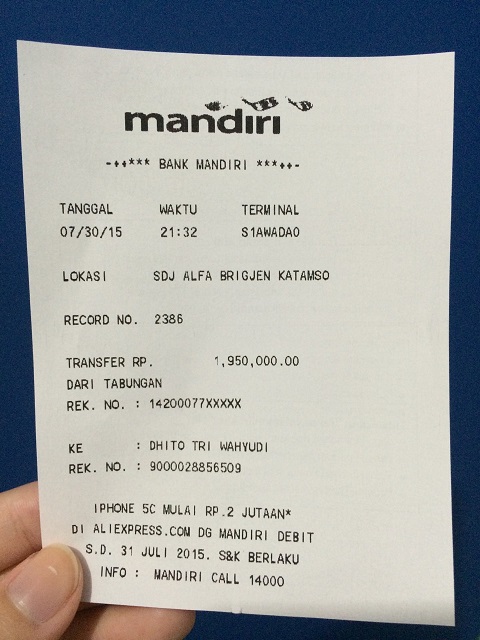 mandırı
-++*** BANK MANDIRI ***++-
TANGGAL WAKTU TERMINAL
07/30/15 21:32 S1AWADAO
LOKASI SDJ ALFA BRIGJEN KATAMSO
RECORD NO. 2386
TRANSFER RP. 1,950,000.00
DARI TABUNGAN
REK. NO. : 14200077XXXXX
KE : DHITO TRI WAHYUDI
REK. NO. : 9000028856509
IPHONE 5C MULAI RP.2 JUTAAN*
DI ALIEXPRESS.COM DG MANDIRI DEBIT
S.D. 31 JULI 2015. S&K BERLAKU
INFO : MANDIRI CALL 14000